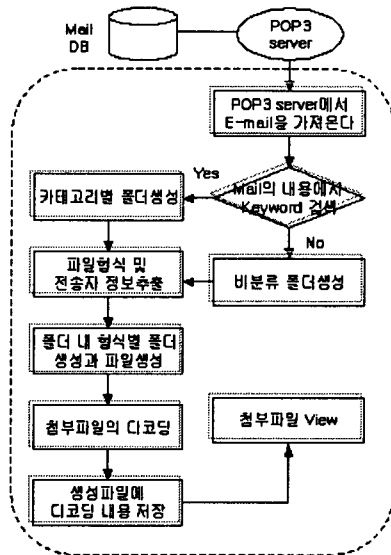 Mail
DB
POP3
server
POP3 server에서
E-mail을 가져온다
Yes
Mail의 내용에서
Keyword 검색
카테고리별 폴더생성
No
파일형식 및
전송자 정보추출
비분류 폴더생성
폴더 내 형식별 폴더
생성과 파일생성
첨부파일의 디코딩
첨부파일 View
생성파일에
디코딩 내용 저장